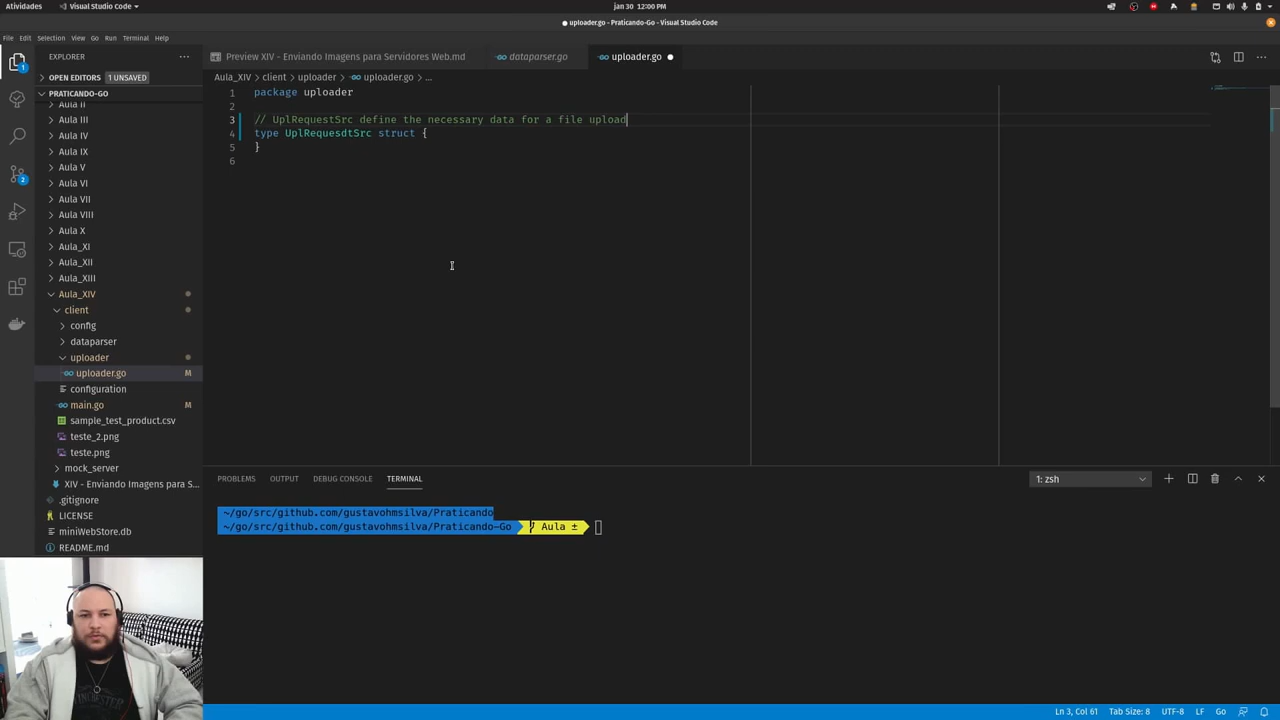 Atividades
Visual Studio Code
jan 30 12:00 PM
uploader.go - Praticando-Go - Visual Studio Code
File Edit Selection View Go Run Terminal Help
EXPLORER
Preview XIV - Enviando Imagens para Servidores Web.md
dataparser.go
uploader.go
OPEN EDITORS 1 UNSAVED
Aula_XIV > client > uploader > uploader.go > ...
PRATICANDO-GO
Aula II
Aula III
Aula IV
Aula IX
Aula V
Aula VI
Aula VII
Aula VIII
Aula X
Aula_XI
Aula_XII
Aula_XIII
Aula_XIV
client
config
dataparser
uploader
uploader.go M
configuration
main.go M
sample_test_product.csv
teste_2.png
teste.png
mock_server
XIV - Enviando Imagens para S...
.gitignore
LICENSE
miniWebStore.db
README.md
1
2
1 package uploader
2
3 // UplRequestSrc define the necessary data for a file upload
4 type UplRequesdtSrc struct {
5 }
6
PROBLEMS OUTPUT DEBUG CONSOLE TERMINAL
1: zsh
~/go/src/github.com/gustavohmsilva/Praticando
~/go/src/github.com/gustavohmsilva/Praticando-Go Aula ±
Ln 3, Col 61 Tab Size: 8 UTF-8 LF Go